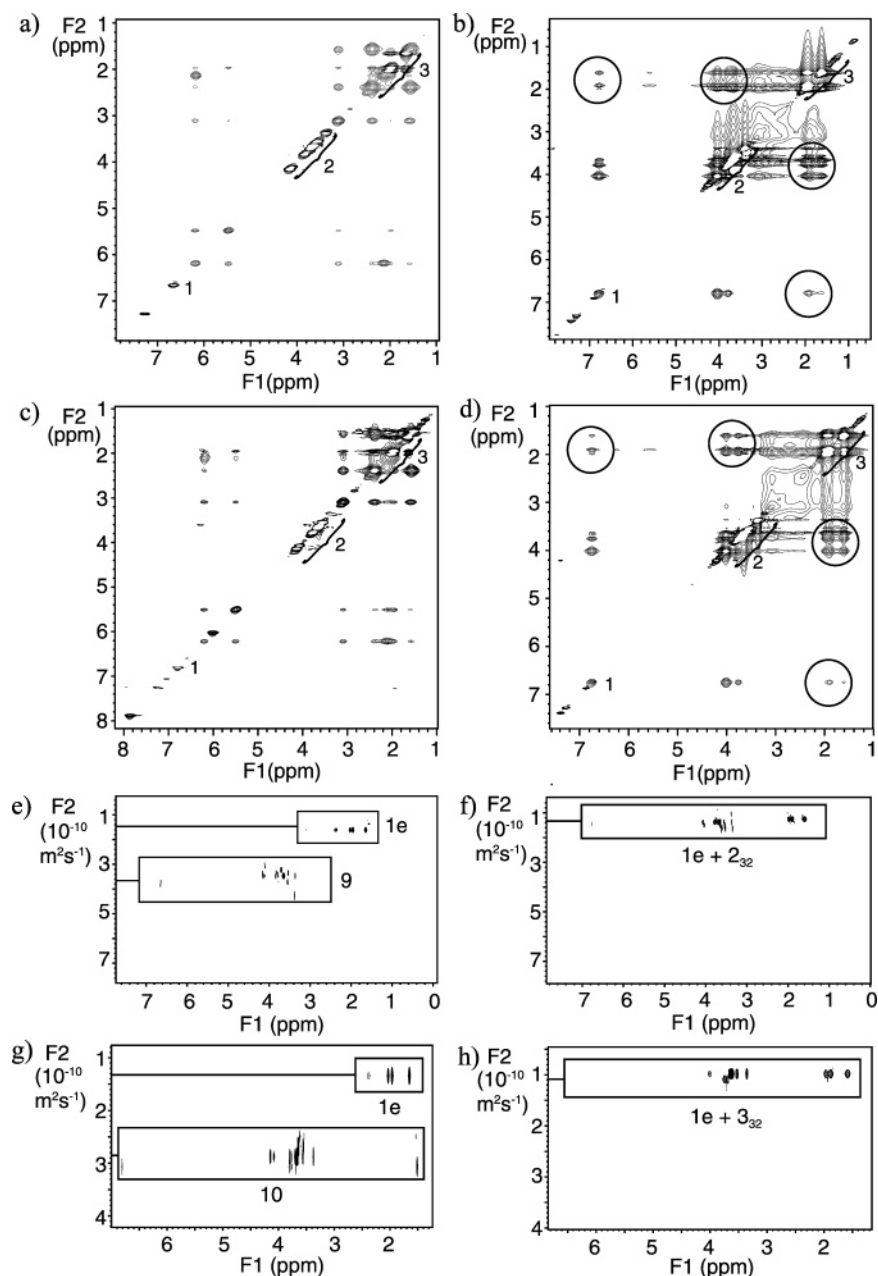 a) F2 (ppm)
1
2
3
4
5
6
7
3
2
1
7 6 5 4 3 2 1
F1(ppm)
b) F2 (ppm)
1
2
3
4
5
6
7
3
2
1
7 6 5 4 3 2 1
F1(ppm)
c) F2 (ppm)
1
2
3
4
5
6
7
8
3
2
1
8 7 6 5 4 3 2 1
F1(ppm)
d) F2 (ppm)
1
2
3
4
5
6
7
3
2
1
7 6 5 4 3 2 1
F1(ppm)
e) F2 (10⁻¹⁰ m²s⁻¹)
1
3
5
7
1e
9
7 6 5 4 3 2 1 0
F1 (ppm)
f) F2 (10⁻¹⁰ m²s⁻¹)
1
2
3
4
5
6
7
1e + 2₃₂
7 6 5 4 3 2 1 0
F1 (ppm)
g) F2 (10⁻¹⁰ m²s⁻¹)
1
2
3
4
1e
10
6 5 4 3 2
F1 (ppm)
h) F2 (10⁻¹⁰ m²s⁻¹)
1
2
3
4
1e + 3₃₂
6 5 4 3 2
F1 (ppm)